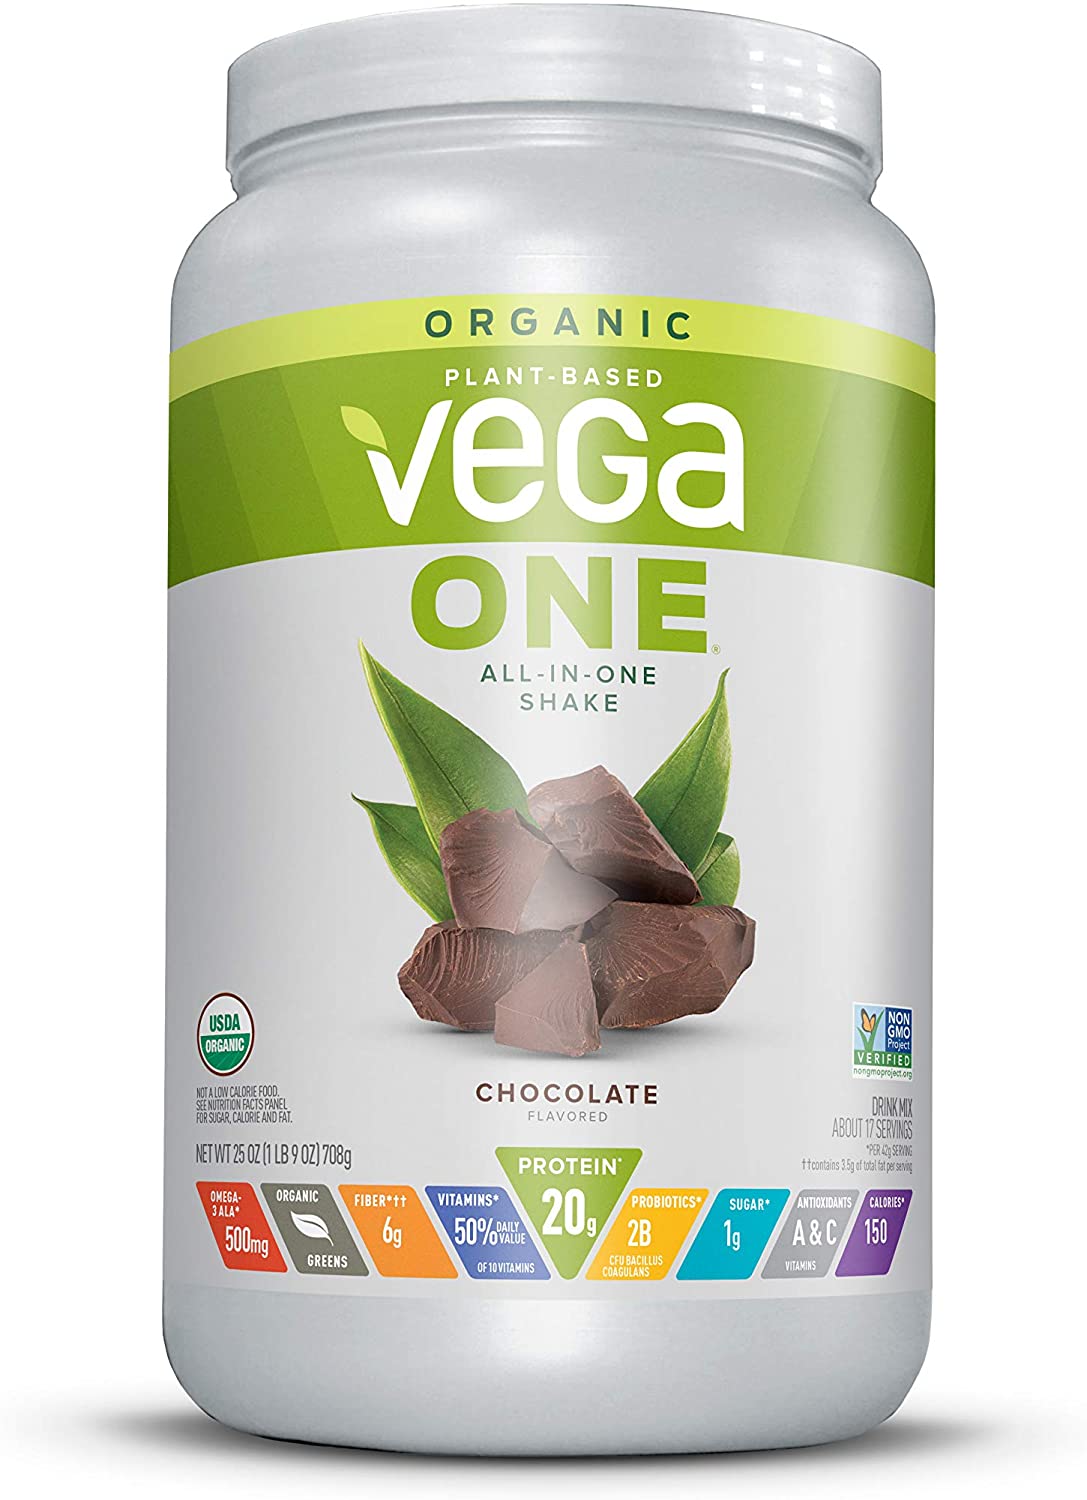 ORGANIC
PLANT-BASED
vega
ONE®
ALL-IN-ONE
SHAKE
USDA
ORGANIC
NON
GMO
Project
VERIFIED
nongmoproject.org
NOT A LOW CALORIE FOOD.
SEE NUTRITION FACTS PANEL
FOR SUGAR, CALORIE AND FAT.
NET WT 25 OZ (1 LB 9 OZ) 708g
CHOCOLATE
FLAVORED
DRINK MIX
ABOUT 17 SERVINGS
*PER 42g SERVING
††contains 3.5g of total fat per serving
OMEGA-
3 ALA*
500mg
ORGANIC
GREENS
FIBER*††
6g
VITAMINS*
50% DAILY
VALUE
OF 10 VITAMINS
PROTEIN*
20g
PROBIOTICS*
2B
CFU BACILLUS
COAGULANS
SUGAR*
1g
ANTIOXIDANTS
A & C
VITAMINS
CALORIES*
150